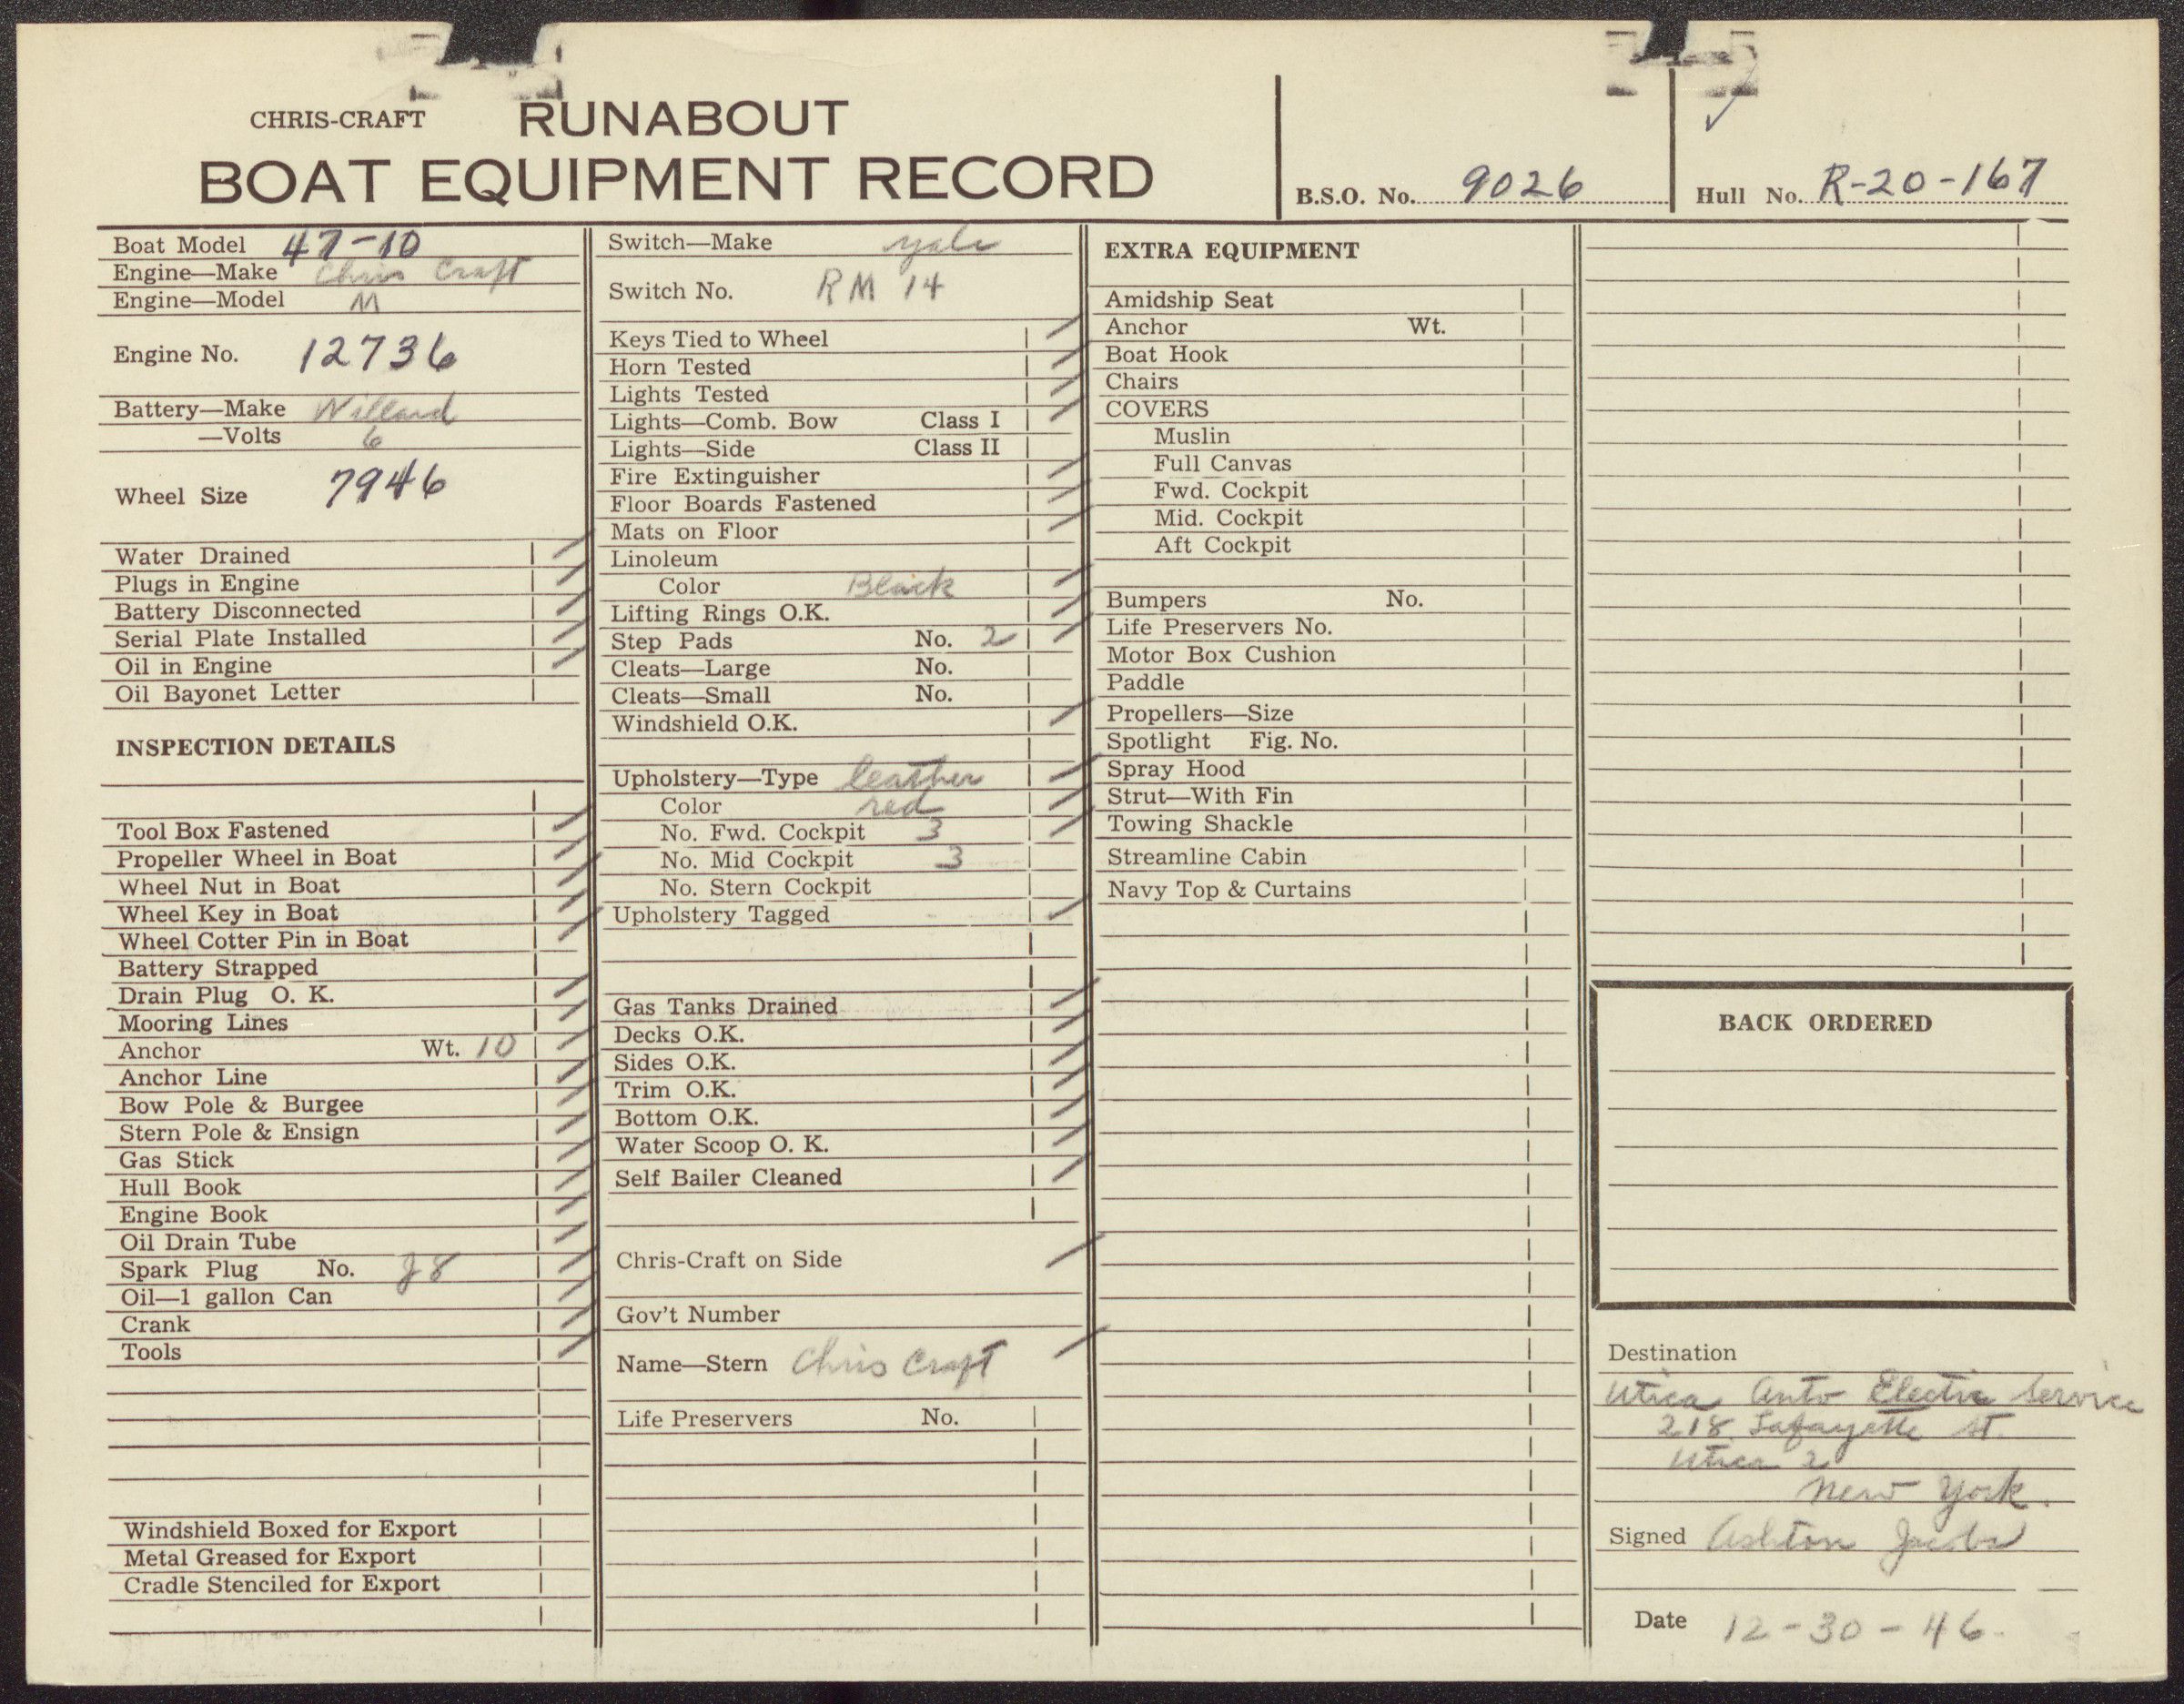 CHRIS-CRAFT RUNABOUT
BOAT EQUIPMENT RECORD
B.S.O. No. 9026
Hull No. R-20-167
Boat Model 47-10
Engine—Make Chris Craft
Engine—Model M
Engine No. 12736
Battery—Make Willard
—Volts 6
Wheel Size 7946
Water Drained
Plugs in Engine
Battery Disconnected
Serial Plate Installed
Oil in Engine
Oil Bayonet Letter
INSPECTION DETAILS
Tool Box Fastened
Propeller Wheel in Boat
Wheel Nut in Boat
Wheel Key in Boat
Wheel Cotter Pin in Boat
Battery Strapped
Drain Plug O. K.
Mooring Lines
Anchor Wt. 10
Anchor Line
Bow Pole & Burgee
Stern Pole & Ensign
Gas Stick
Hull Book
Engine Book
Oil Drain Tube
Spark Plug No. J8
Oil—1 gallon Can
Crank
Tools
Windshield Boxed for Export
Metal Greased for Export
Cradle Stenciled for Export
Switch—Make yale
Switch No. RM 14
Keys Tied to Wheel
Horn Tested
Lights Tested
Lights—Comb. Bow Class I
Lights—Side Class II
Fire Extinguisher
Floor Boards Fastened
Mats on Floor
Linoleum
Color Black
Lifting Rings O.K.
Step Pads No. 2
Cleats—Large No.
Cleats—Small No.
Windshield O.K.
Upholstery—Type leather
Color red
No. Fwd. Cockpit 3
No. Mid Cockpit 3
No. Stern Cockpit
Upholstery Tagged
Gas Tanks Drained
Decks O.K.
Sides O.K.
Trim O.K.
Bottom O.K.
Water Scoop O. K.
Self Bailer Cleaned
Chris-Craft on Side
Gov't Number
Name—Stern Chris Craft
Life Preservers No.
EXTRA EQUIPMENT
Amidship Seat
Anchor Wt.
Boat Hook
Chairs
COVERS
Muslin
Full Canvas
Fwd. Cockpit
Mid. Cockpit
Aft Cockpit
Bumpers No.
Life Preservers No.
Motor Box Cushion
Paddle
Propellers—Size
Spotlight Fig. No.
Spray Hood
Strut—With Fin
Towing Shackle
Streamline Cabin
Navy Top & Curtains
BACK ORDERED
Destination
Utica Auto Electric Service
218 Lafayette St.
Utica 2
New York.
Signed Ashton Jacobs
Date 12-30-46.